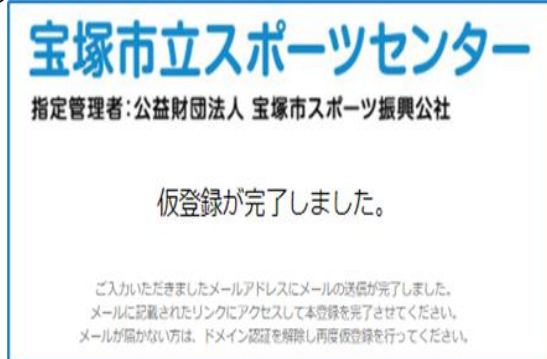 宝塚市立スポーツセンター
指定管理者:公益財団法人 宝塚市スポーツ振興公社
仮登録が完了しました。
ご入力いただきましたメールアドレスにメールの送信が完了しました。
メールに記載されたリンクにアクセスして本登録を完了させてください。
メールが届かない方は、ドメイン認証を解除し再度仮登録を行ってください。